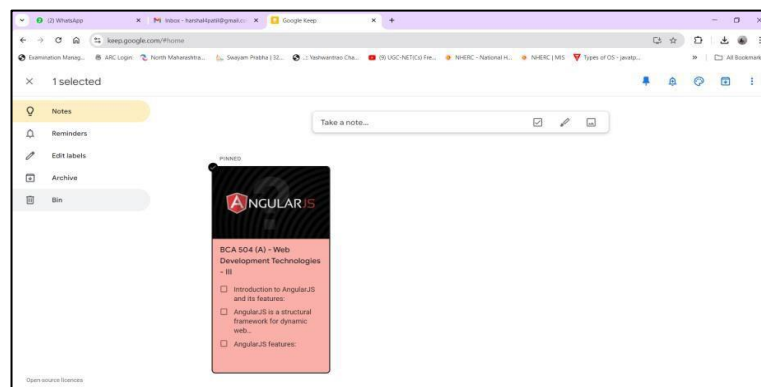 (2) WhatsApp
Inbox - harshal4patil@gmail.co
Google Keep
keep.google.com/#home
Examination Manag...
ARC Login
North Maharashtra...
Swayam Prabha | 32...
.:: Yashwantrao Cha...
(9) UGC-NET(Cs) Fre...
NHERC - National H...
NHERC | MIS
Types of OS - javatp...
All Bookmark
1 selected
Notes
Take a note...
Reminders
Edit labels
PINNED
Archive
Bin
ANGULARJS
BCA 504 (A) - Web
Development Technologies
- III
Introduction to AngularJS
and its features:
AngularJS is a structural
framework for dynamic
web...
AngularJS features:
Open-source licences